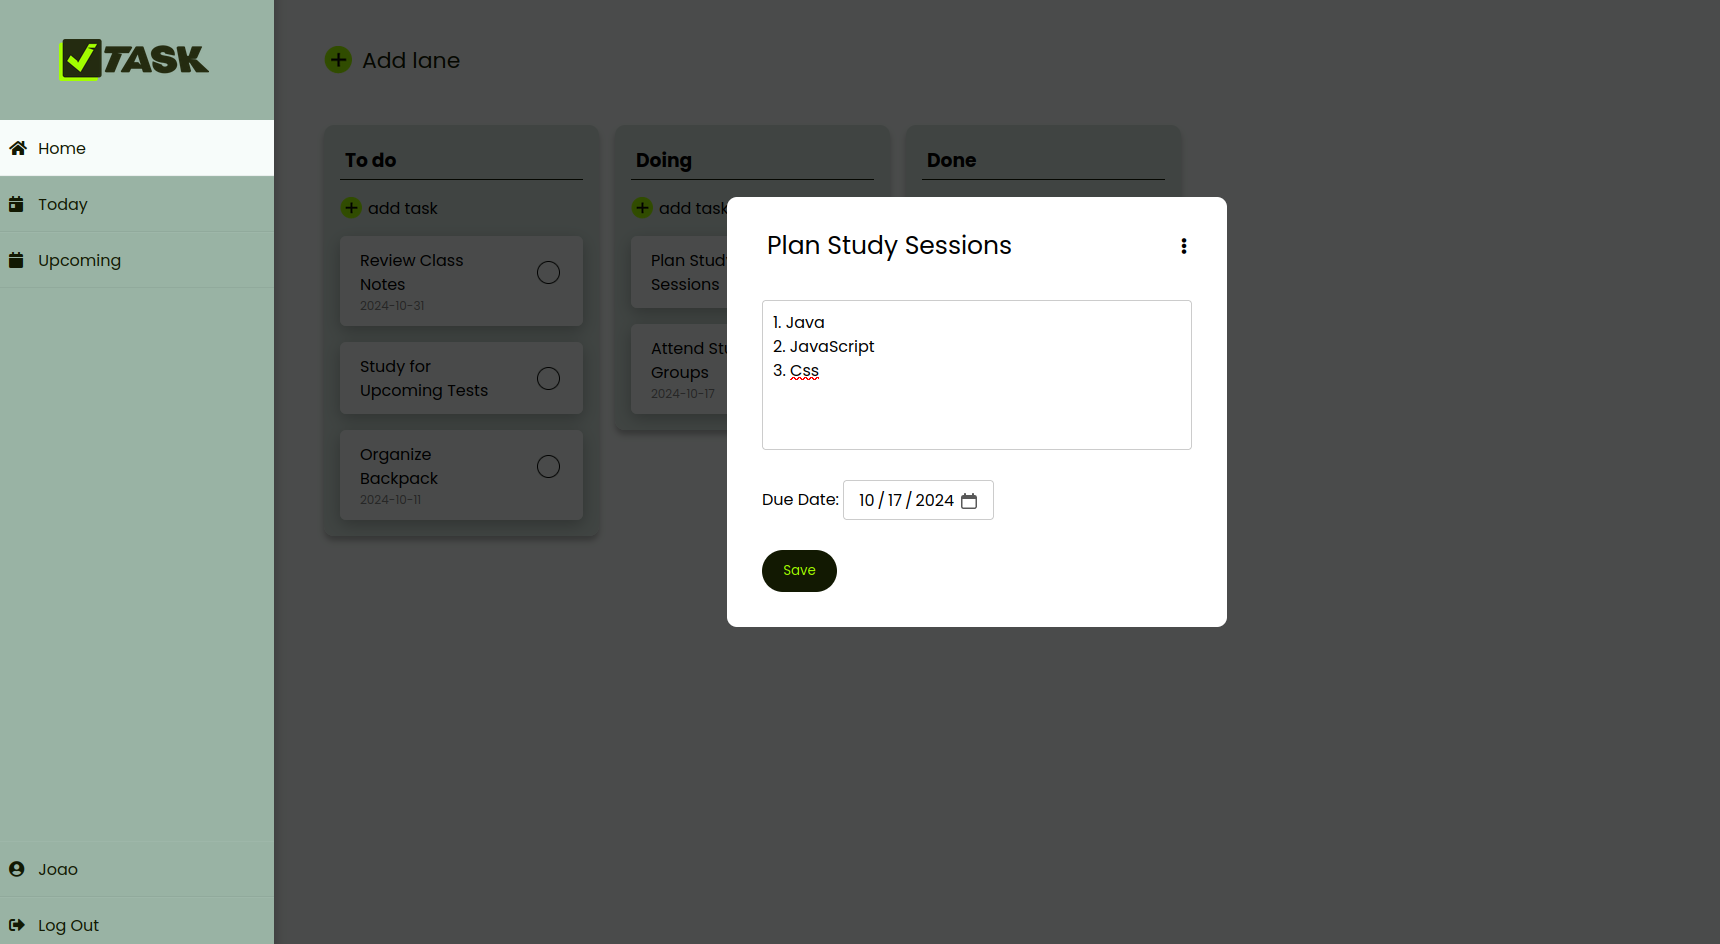 TASK
Home
Today
Upcoming
Joao
Log Out
Add lane
To do
add task
Review Class
Notes
2024-10-31
Study for
Upcoming Tests
Organize
Backpack
2024-10-11
Doing
add task
Plan Study
Sessions
Attend Stu
Groups
2024-10-17
Done
Plan Study Sessions
1. Java
2. JavaScript
3. Css
Due Date: 10/17/2024
Save